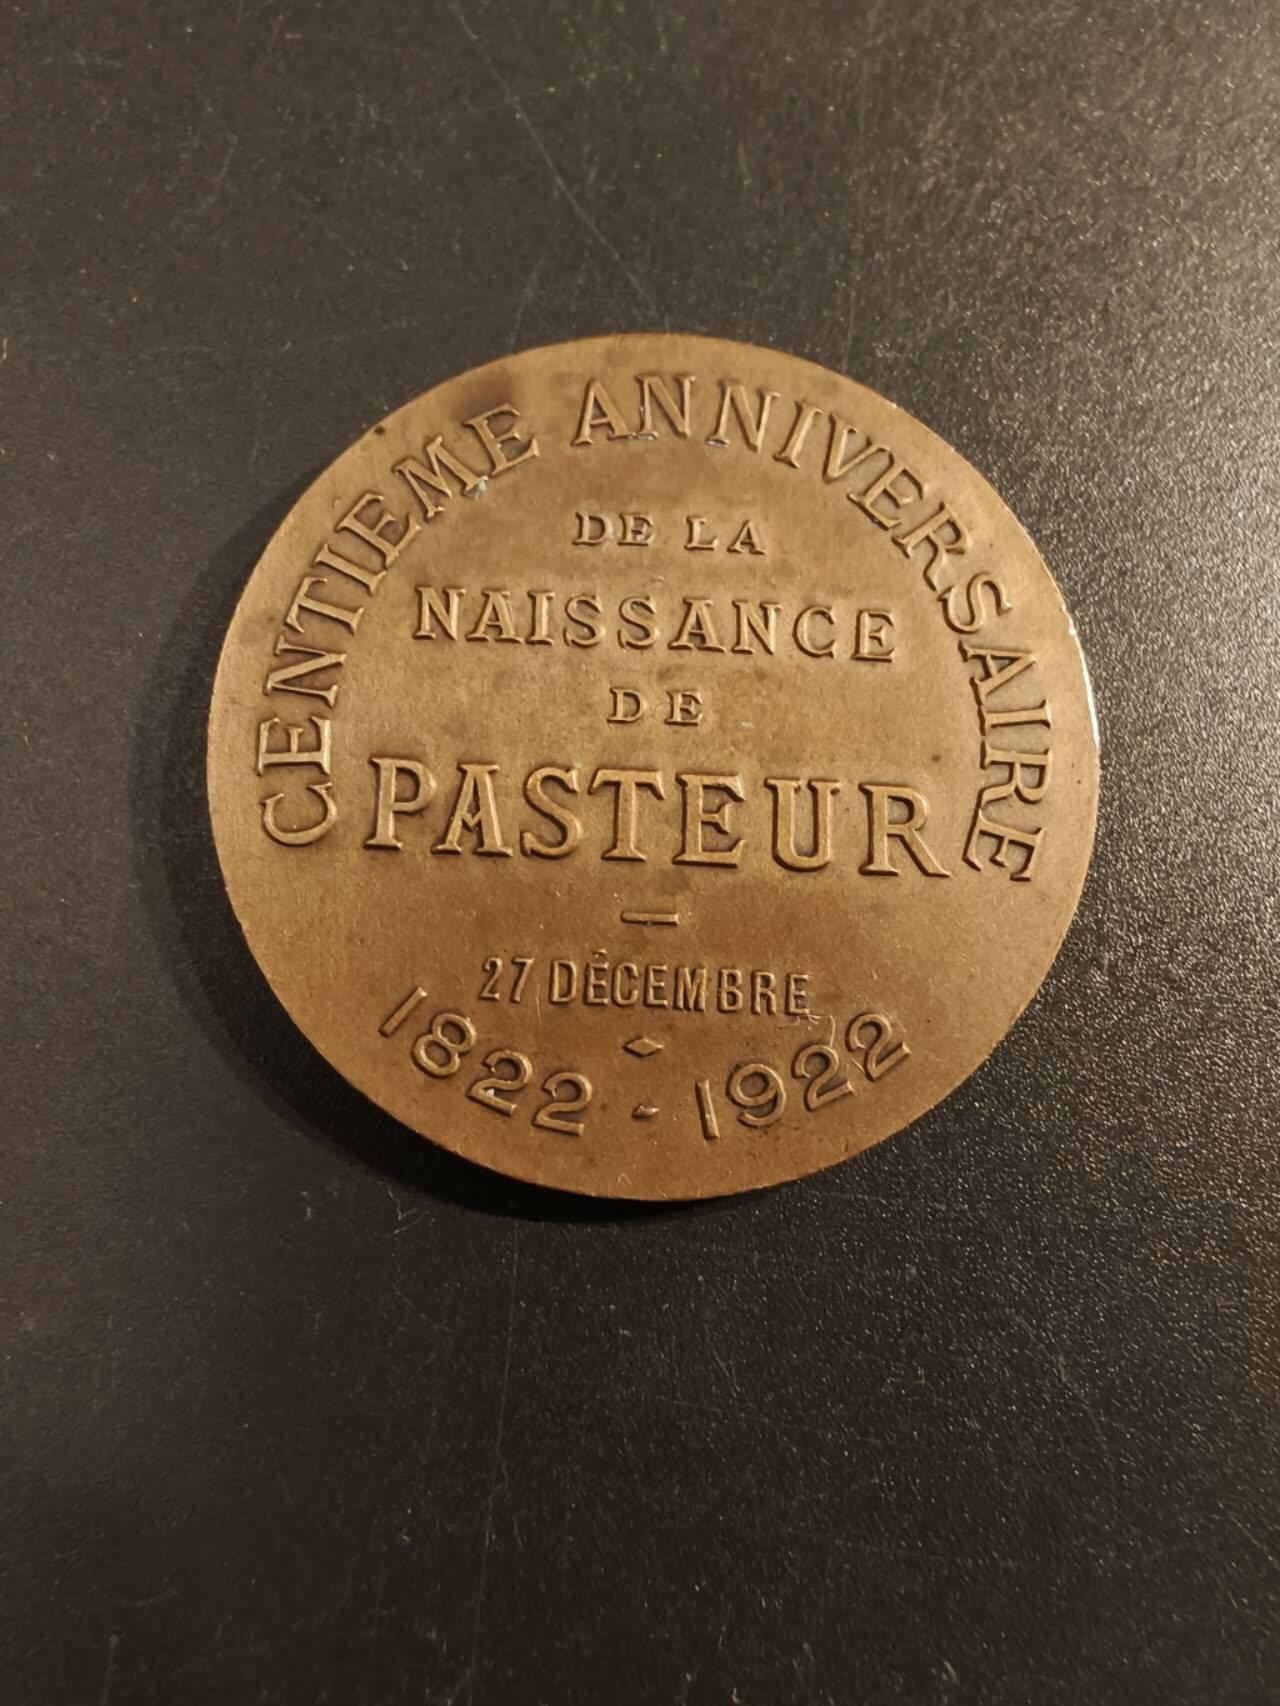 CENTIEME ANNIVERSAIRE
DE LA
NAISSANCE
DE
PASTEUR
—
27 DÉCEMBRE
1822 - 1922